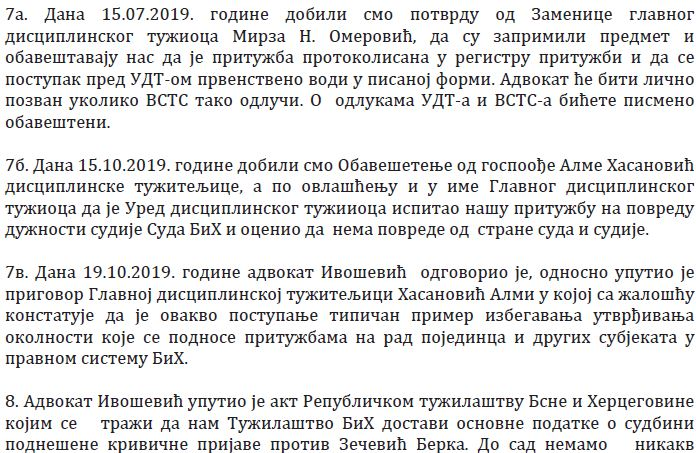 7а. Дана 15.07.2019. године добили смо потврду од Заменице главног
дисциплинског тужиоца Мирза Н. Омеровић, да су запримили предмет и
обавештавају нас да је притужба протоколисана у регистру притужби и да се
поступак пред УДТ-ом првенствено води у писаној форми. Адвокат ће бити лично
позван уколико ВСТС тако одлучи. О одлукама УДТ-а и ВСТС-а бићете писмено
обавештени.
7б. Дана 15.10.2019. године добили смо Обавешетење од госпоође Алме Хасановић
дисциплинске тужитељице, а по овлашћењу и у име Главног дисциплинског
тужиоца да је Уред дисциплинског тужииоца испитао нашу притужбу на повреду
дужности судије Суда БиХ и оценио да нема повреде од стране суда и судије.
7в. Дана 19.10.2019. године адвокат Ивошевић одговорио је, односно упутио је
приговор Главној дисциплинској тужитељици Хасановић Алми у којој са жалошћу
констатује да је овакво поступање типичан пример избегавања утврђивања
околности које се подносе притужбама на рад појединца и других субјеката у
правном систему БиХ.
8. Адвокат Ивошевић упутио је акт Републичком тужилаштву Бсне и Херцеговине
којим се тражи да нам Тужилаштво БиХ достави основне податке о судбини
поднешене кривичне пријаве против Зечевић Берка. До сад немамо никакв